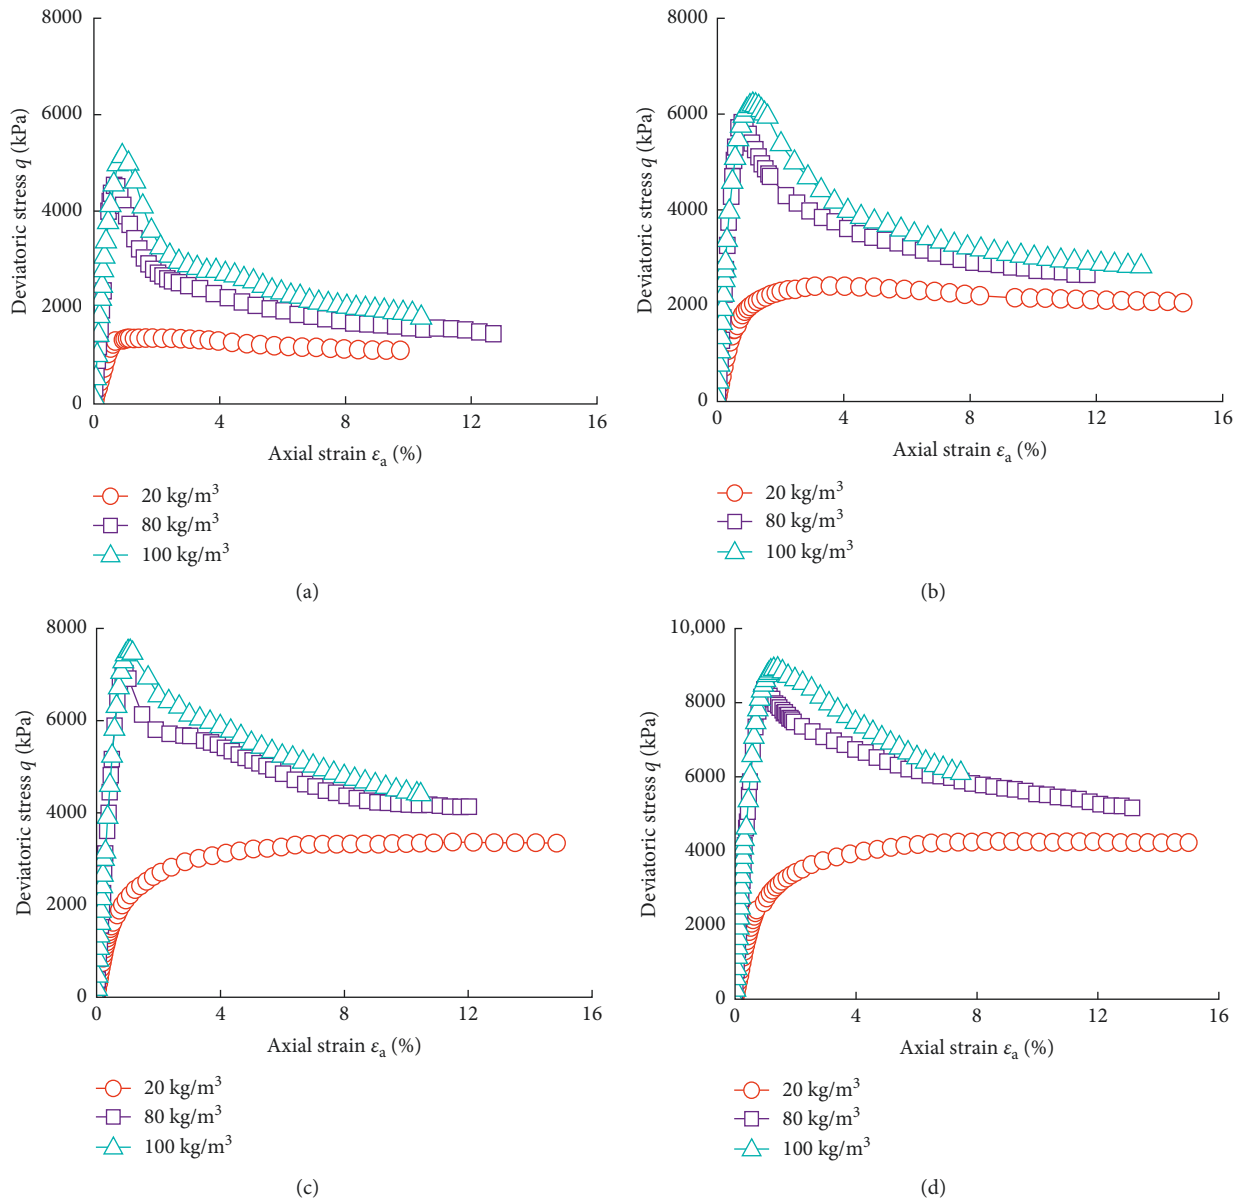 8000
6000
4000
2000
0
Deviatoric stress q (kPa)
0 4 8 12 16
Axial strain εa (%)
20 kg/m³
80 kg/m³
100 kg/m³
(a)
8000
6000
4000
2000
0
Deviatoric stress q (kPa)
0 4 8 12 16
Axial strain εa (%)
20 kg/m³
80 kg/m³
100 kg/m³
(b)
8000
6000
4000
2000
0
Deviatoric stress q (kPa)
0 4 8 12 16
Axial strain εa (%)
20 kg/m³
80 kg/m³
100 kg/m³
(c)
10,000
8000
6000
4000
2000
0
Deviatoric stress q (kPa)
0 4 8 12 16
Axial strain εa (%)
20 kg/m³
80 kg/m³
100 kg/m³
(d)